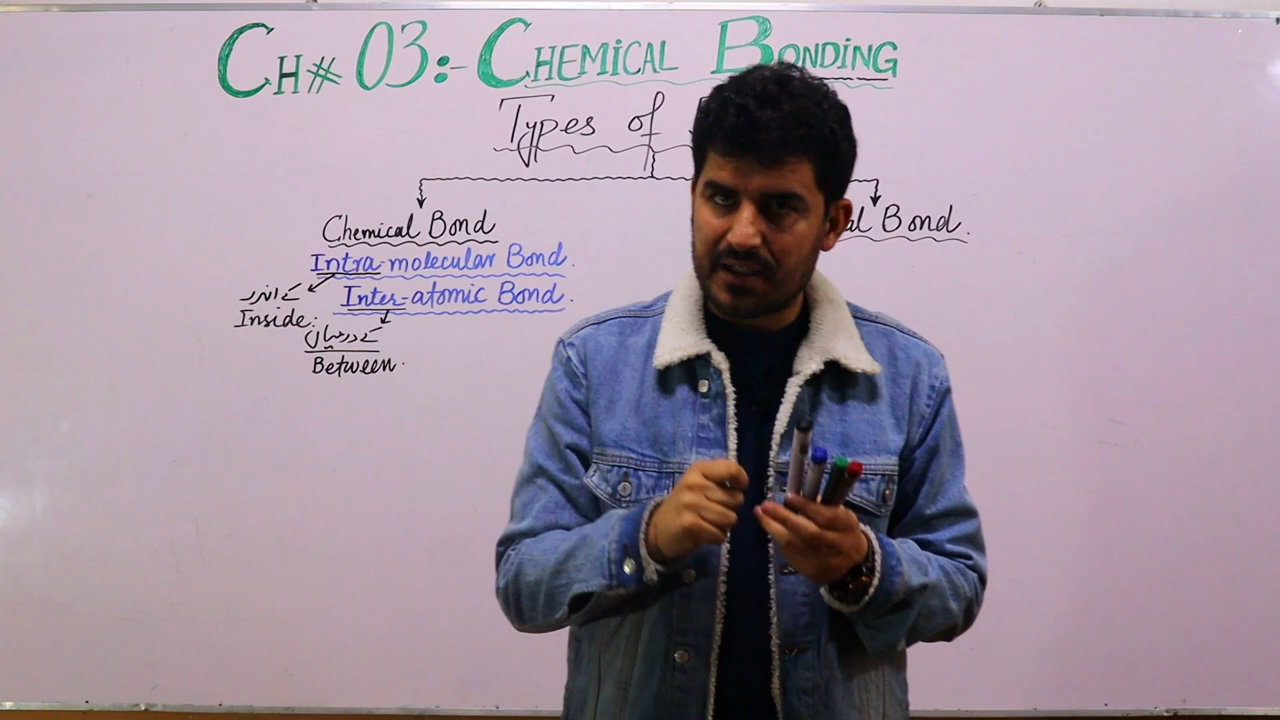 CH# 03:- CHEMICAL BONDING
Types of
Chemical Bond
al Bond.
Intra-molecular Bond.
Inter-atomic Bond.
کے اندر
Inside:
کے درمیان
Between.